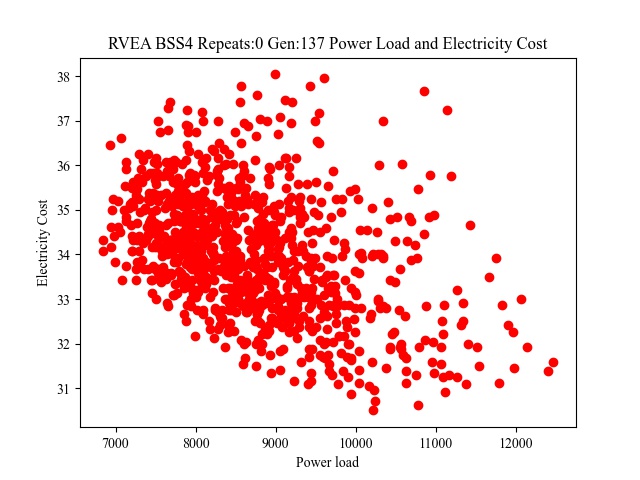 RVEA BSS4 Repeats:0 Gen:137 Power Load and Electricity Cost
38
37
36
35
34
33
32
31
Electricity Cost
7000 8000 9000 10000 11000 12000
Power load